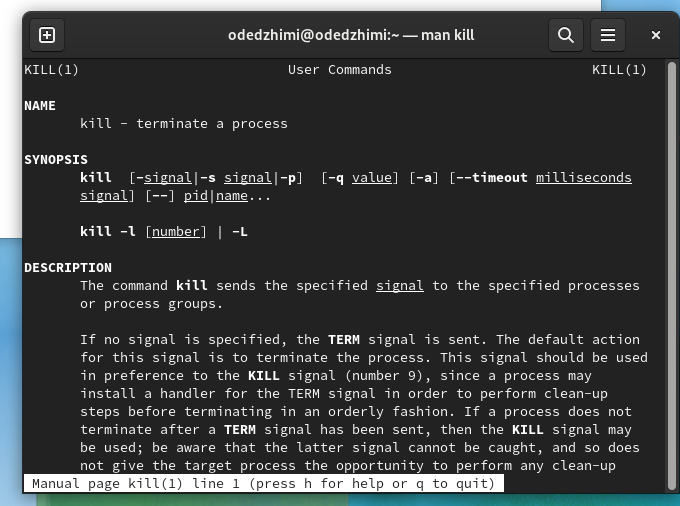 odedzhimi@odedzhimi:~ — man kill
KILL(1) User Commands KILL(1)
NAME
kill - terminate a process
SYNOPSIS
kill [-signal|-s signal|-p] [-q value] [-a] [--timeout milliseconds
signal] [--] pid|name...
kill -l [number] | -L
DESCRIPTION
The command kill sends the specified signal to the specified processes
or process groups.
If no signal is specified, the TERM signal is sent. The default action
for this signal is to terminate the process. This signal should be used
in preference to the KILL signal (number 9), since a process may
install a handler for the TERM signal in order to perform clean-up
steps before terminating in an orderly fashion. If a process does not
terminate after a TERM signal has been sent, then the KILL signal may
be used; be aware that the latter signal cannot be caught, and so does
not give the target process the opportunity to perform any clean-up
Manual page kill(1) line 1 (press h for help or q to quit)